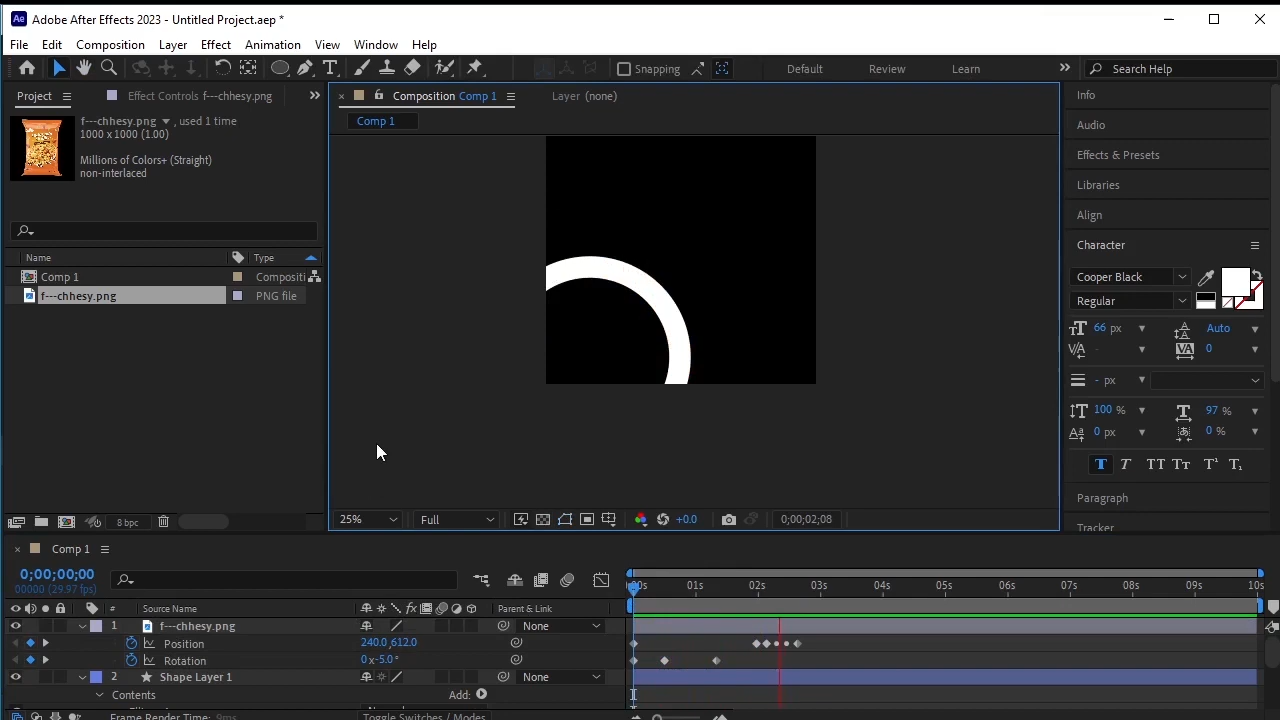 Ae Adobe After Effects 2023 - Untitled Project.aep *
File Edit Composition Layer Effect Animation View Window Help
Snapping Default Review Learn Search Help
Project Effect Controls f---chhesy.png Composition Comp 1 Layer (none) Info
Comp 1
f---chhesy.png , used 1 time
1000 x 1000 (1.00)
Millions of Colors+ (Straight)
non-interlaced
Audio
Effects & Presets
Libraries
Align
Character
Name Type
Comp 1 Compositi
f---chhesy.png PNG file
Cooper Black
Regular
66 px Auto
- 0
- px
100 % 97 %
0 px 0 %
T T TT Tт T¹ T₁
Paragraph
Tracker
8 bpc
25% Full +0.0 0;00;02;08
Comp 1
0;00;00;00
00000 (29.97 fps)
00s 01s 02s 03s 04s 05s 06s 07s 08s 09s 10s
# Source Name Parent & Link
1 f---chhesy.png None
Position 240.0,612.0
Rotation 0x-5.0°
2 Shape Layer 1 None
Contents Add:
Frame Render Time 9ms Toggle Switches / Modes